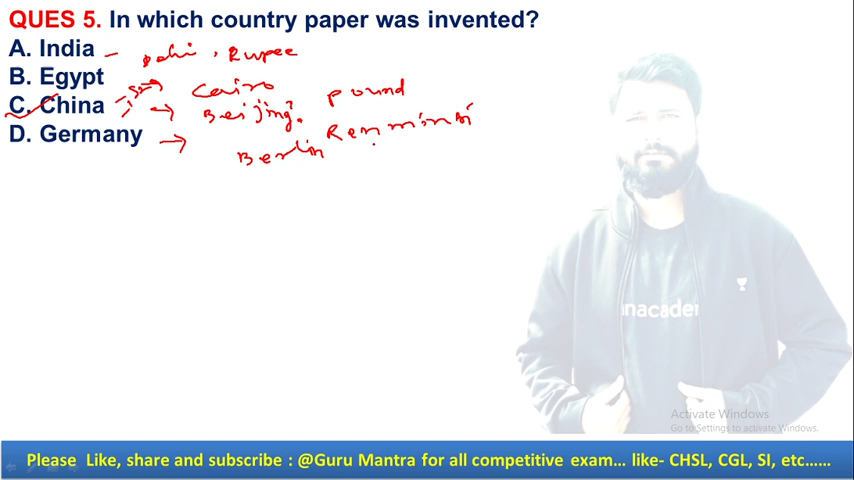 QUES 5. In which country paper was invented?
A. India - Delhi, Rupee
B. Egypt Cairo pound
C. China → Beijing. Renminbi
D. Germany → Berlin
anacader
Activate Windows
Go to Settings to activate Windows.
Please Like, share and subscribe : @Guru Mantra for all competitive exam... like- CHSL, CGL, SI, etc......